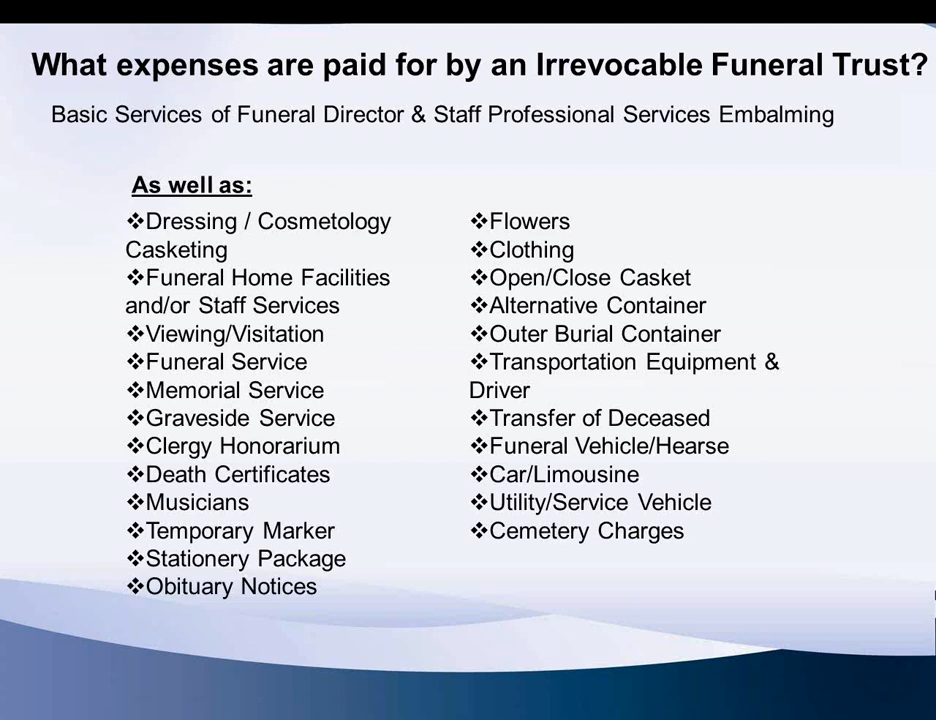 What expenses are paid for by an Irrevocable Funeral Trust?
Basic Services of Funeral Director & Staff Professional Services Embalming
As well as:
❖Dressing / Cosmetology
Casketing
❖Funeral Home Facilities
and/or Staff Services
❖Viewing/Visitation
❖Funeral Service
❖Memorial Service
❖Graveside Service
❖Clergy Honorarium
❖Death Certificates
❖Musicians
❖Temporary Marker
❖Stationery Package
❖Obituary Notices
❖Flowers
❖Clothing
❖Open/Close Casket
❖Alternative Container
❖Outer Burial Container
❖Transportation Equipment &
Driver
❖Transfer of Deceased
❖Funeral Vehicle/Hearse
❖Car/Limousine
❖Utility/Service Vehicle
❖Cemetery Charges